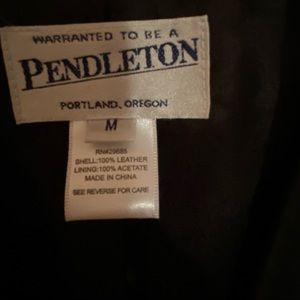 WARRANTED TO BE A
PENDLETON
PORTLAND, OREGON
M
RN#29685
SHELL:100% LEATHER
LINING:100% ACETATE
MADE IN CHINA
SEE REVERSE FOR CARE